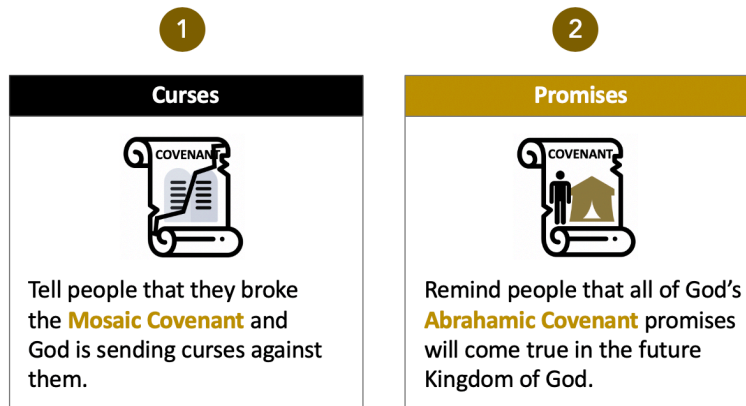 1
Curses
COVENANT
Tell people that they broke
the Mosaic Covenant and
God is sending curses against
them.
2
Promises
COVENANT
Remind people that all of God's
Abrahamic Covenant promises
will come true in the future
Kingdom of God.